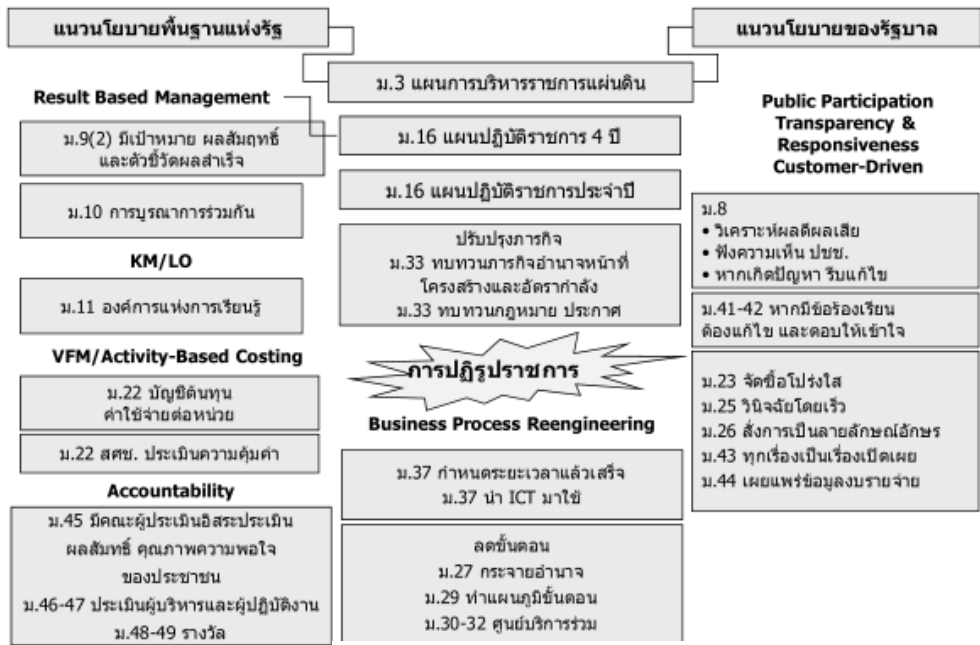 แนวนโยบายพื้นฐานแห่งรัฐ
แนวนโยบายของรัฐบาล
ม.3 แผนการบริหารราชการแผ่นดิน
Result Based Management
ม.9(2) มีเป้าหมาย ผลสัมฤทธิ์
และตัวชี้วัดผลสำเร็จ
ม.10 การบูรณาการร่วมกัน
KM/LO
ม.11 องค์การแห่งการเรียนรู้
VFM/Activity-Based Costing
ม.22 บัญชีต้นทุน
ค่าใช้จ่ายต่อหน่วย
ม.22 สศช. ประเมินความคุ้มค่า
Accountability
ม.45 มีคณะผู้ประเมินอิสระประเมิน
ผลสัมทธิ์ คุณภาพความพอใจ
ของประชาชน
ม.46-47 ประเมินผู้บริหารและผู้ปฏิบัติงาน
ม.48-49 รางวัล
ม.16 แผนปฏิบัติราชการ 4 ปี
ม.16 แผนปฏิบัติราชการประจำปี
ปรับปรุงภารกิจ
ม.33 ทบทวนภารกิจอำนาจหน้าที่
โครงสร้างและอัตรากำลัง
ม.33 ทบทวนกฎหมาย ประกาศ
การปฏิรูปราชการ
Business Process Reengineering
ม.37 กำหนดระยะเวลาแล้วเสร็จ
ม.37 นำ ICT มาใช้
ลดขั้นตอน
ม.27 กระจายอำนาจ
ม.29 ทำแผนภูมิขั้นตอน
ม.30-32 ศูนย์บริการร่วม
Public Participation
Transparency &
Responsiveness
Customer-Driven
ม.8
• วิเคราะห์ผลดีผลเสีย
• ฟังความเห็น ปชช.
• หากเกิดปัญหา รีบแก้ไข
ม.41-42 หากมีข้อร้องเรียน
ต้องแก้ไข และตอบให้เข้าใจ
ม.23 จัดซื้อโปร่งใส
ม.25 วินิจฉัยโดยเร็ว
ม.26 สั่งการเป็นลายลักษณ์อักษร
ม.43 ทุกเรื่องเป็นเรื่องเปิดเผย
ม.44 เผยแพร่ข้อมูลงบรายจ่าย